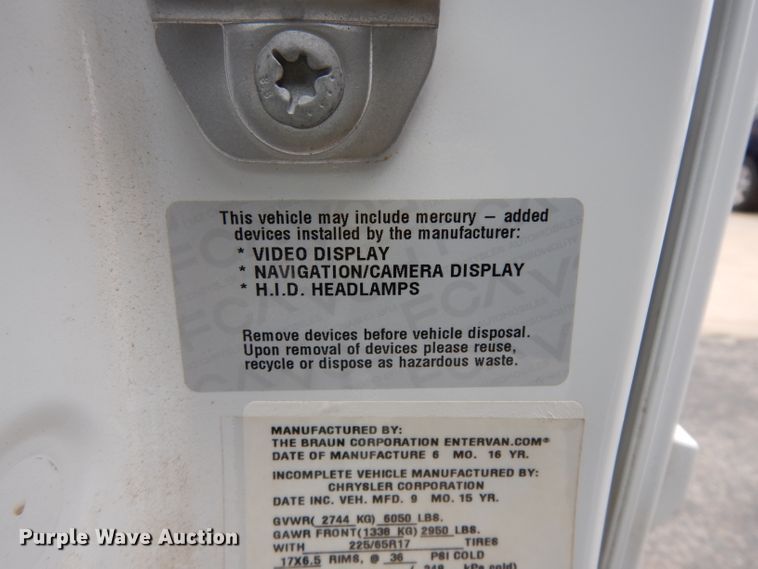 This vehicle may include mercury – added
devices installed by the manufacturer:
* VIDEO DISPLAY
* NAVIGATION/CAMERA DISPLAY
* H.I.D. HEADLAMPS
Remove devices before vehicle disposal.
Upon removal of devices please reuse,
recycle or dispose as hazardous waste.
MANUFACTURED BY:
THE BRAUN CORPORATION ENTERVAN.COM®
DATE OF MANUFACTURE 6 MO. 16 YR.
INCOMPLETE VEHICLE MANUFACTURED BY:
CHRYSLER CORPORATION
DATE INC. VEH. MFD. 9 MO. 15 YR.
GVWR( 2744 KG) 6050 LBS.
GAWR FRONT(1338 KG) 2950 LBS.
WITH 225/65R17 TIRES
17X6.5 RIMS, @ 36 PSI COLD
Purple Wave Auction